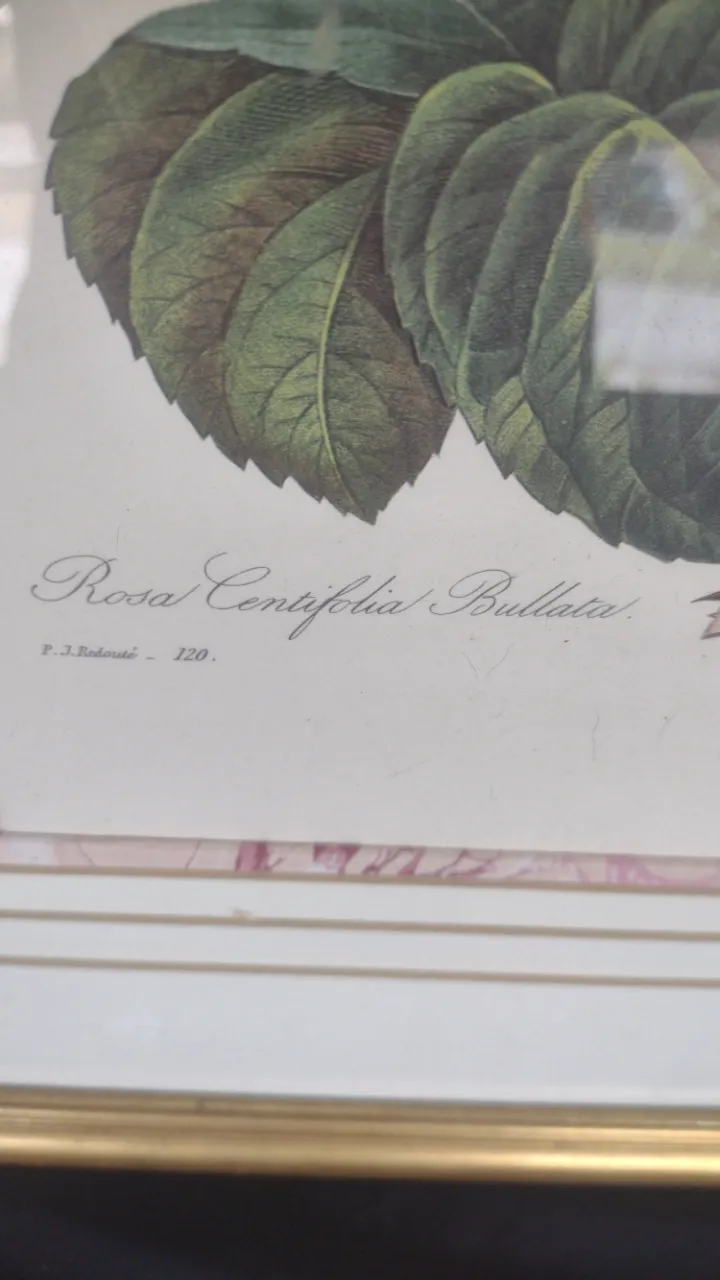 Rosa Centifolia Bullata.
P. J. Redouté – 120.